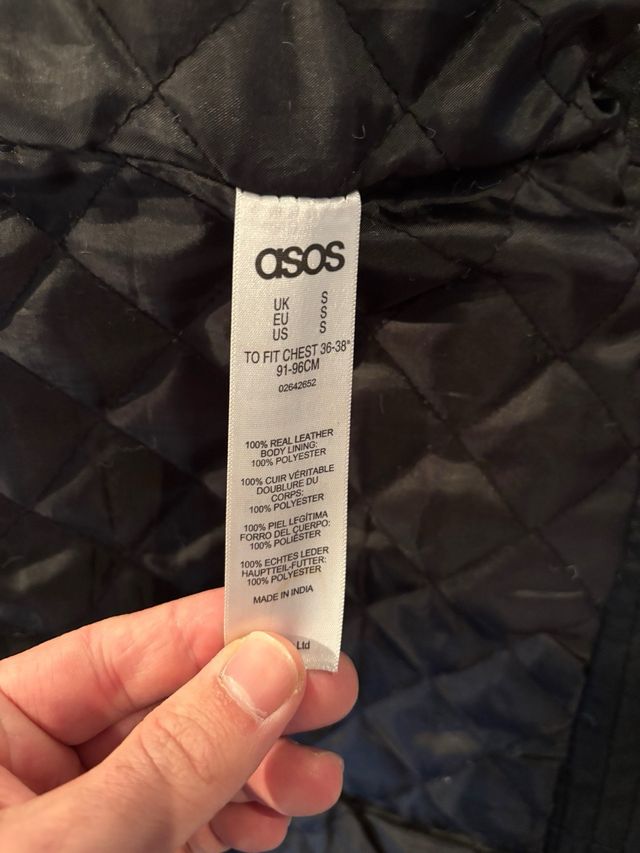 asos
UK S
EU S
US S
TO FIT CHEST 36-38"
91-96CM
02642652
100% REAL LEATHER
BODY LINING:
100% POLYESTER
100% CUIR VÉRITABLE
DOUBLURE DU
CORPS:
100% POLYESTER
100% PIEL LEGÍTIMA
FORRO DEL CUERPO:
100% POLIÉSTER
100% ECHTES LEDER
HAUPTTEIL-FUTTER:
100% POLYESTER
MADE IN INDIA
Ltd